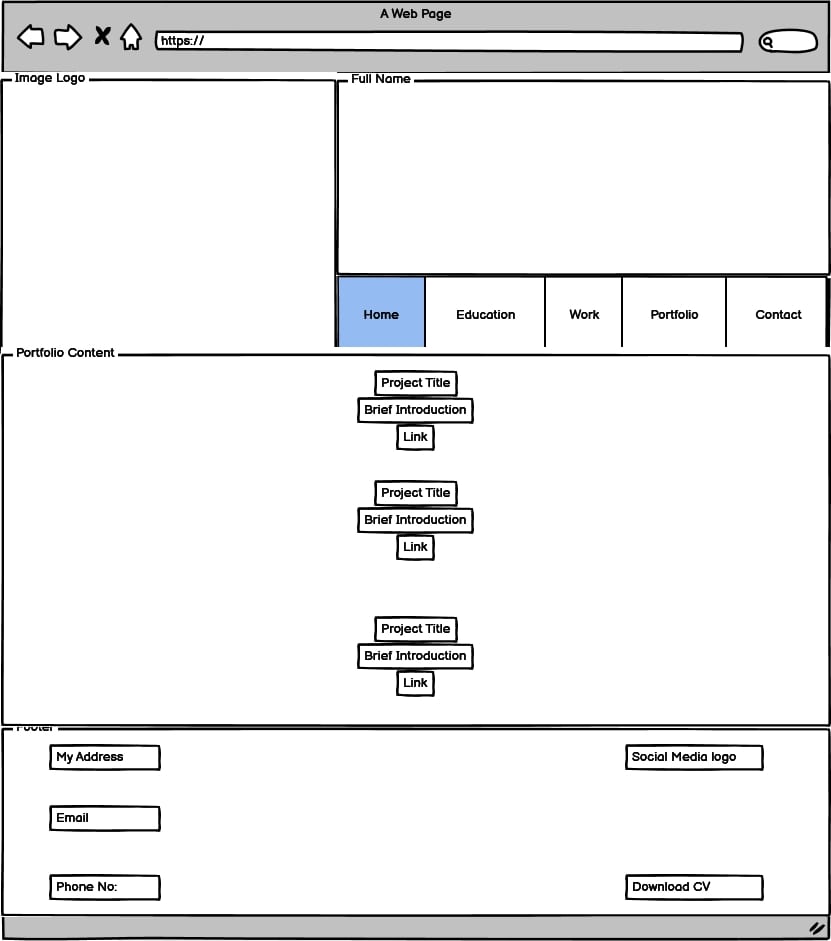 A Web Page
https://
Image Logo
Full Name
Home Education Work Portfolio Contact
Portfolio Content
Project Title
Brief Introduction
Link
Project Title
Brief Introduction
Link
Project Title
Brief Introduction
Link
Footer
My Address
Social Media logo
Email
Phone No:
Download CV